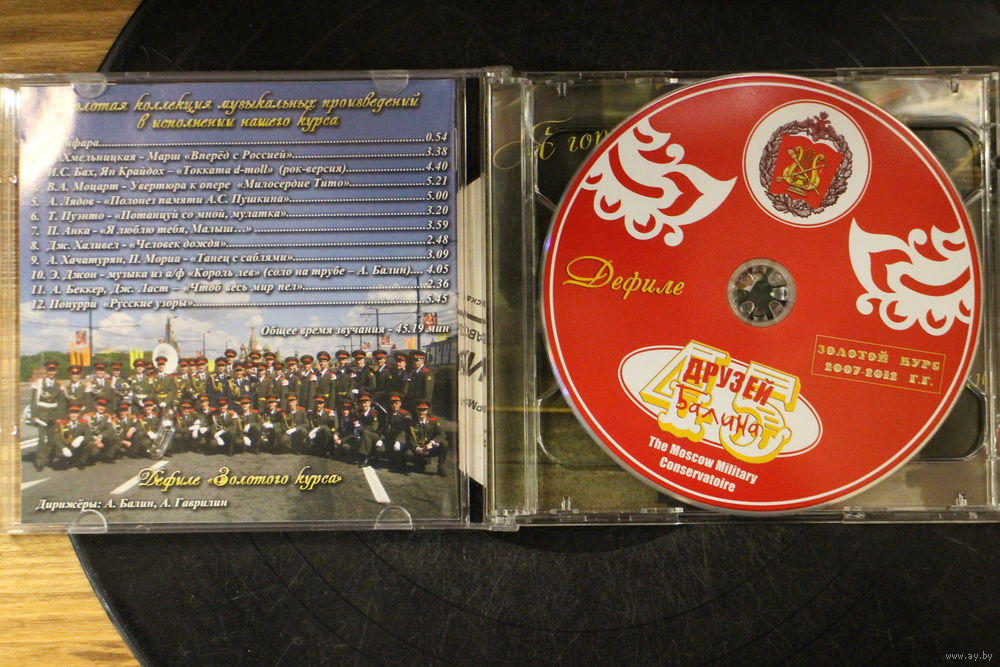 Золотая коллекция музыкальных произведений
в исполнении нашего курса
фара 0.54
Хмельницкая - Марш «Вперёд с Россией» 3.38
И.С. Бах, Ян Крайдох – «Токката d-moll» (рок-версия) 4.40
В.А. Моцарт - Увертюра к опере «Милосердие Тито» 5.21
5. А. Лядов - «Полонез памяти А.С. Пушкина» 5.00
6. Т. Пуэнто - «Потанцуй со мной, мулатка» 3.20
7. П. Анка - «Я люблю тебя, Малыш…» 3.59
8. Дж. Халивел - «Человек дождя» 2.48
9. А. Хачатурян, П. Мориа - «Танец с саблями» 3.09
10. Э. Джон - музыка из а/ф «Король лев» (соло на трубе – А. Балин) 4.05
11. А. Беккер, Дж. Ласт – «Чтоб весь мир пел» 2.36
12. Попурри «Русские узоры» 5.45
Общее время звучания - 45.19 мин
Дефиле «Золотого курса»
Дирижёры: А. Балин, А. Гаврилин
Дефиле
ЗОЛОТОЙ КУРС
2007-2012 Г.Г.
45
ДРУЗЕЙ
Балина
The Moscow Military
Conservatoire
www.ay.by